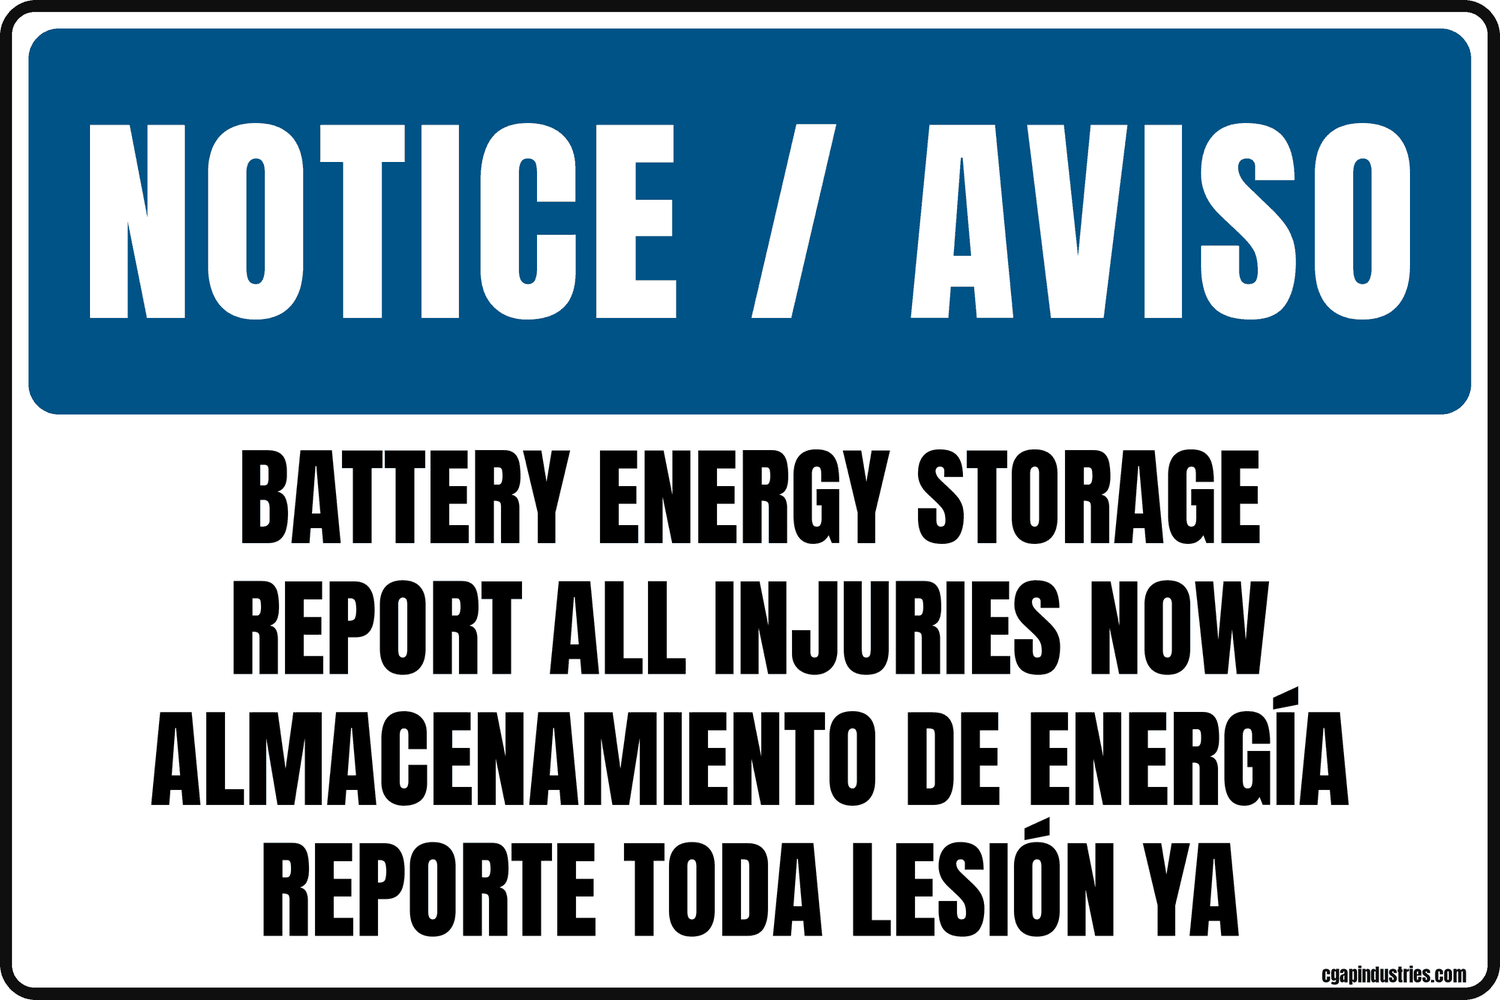 NOTICE / AVISO
BATTERY ENERGY STORAGE
REPORT ALL INJURIES NOW
ALMACENAMIENTO DE ENERGÍA
REPORTE TODA LESIÓN YA
cgapindustries.com